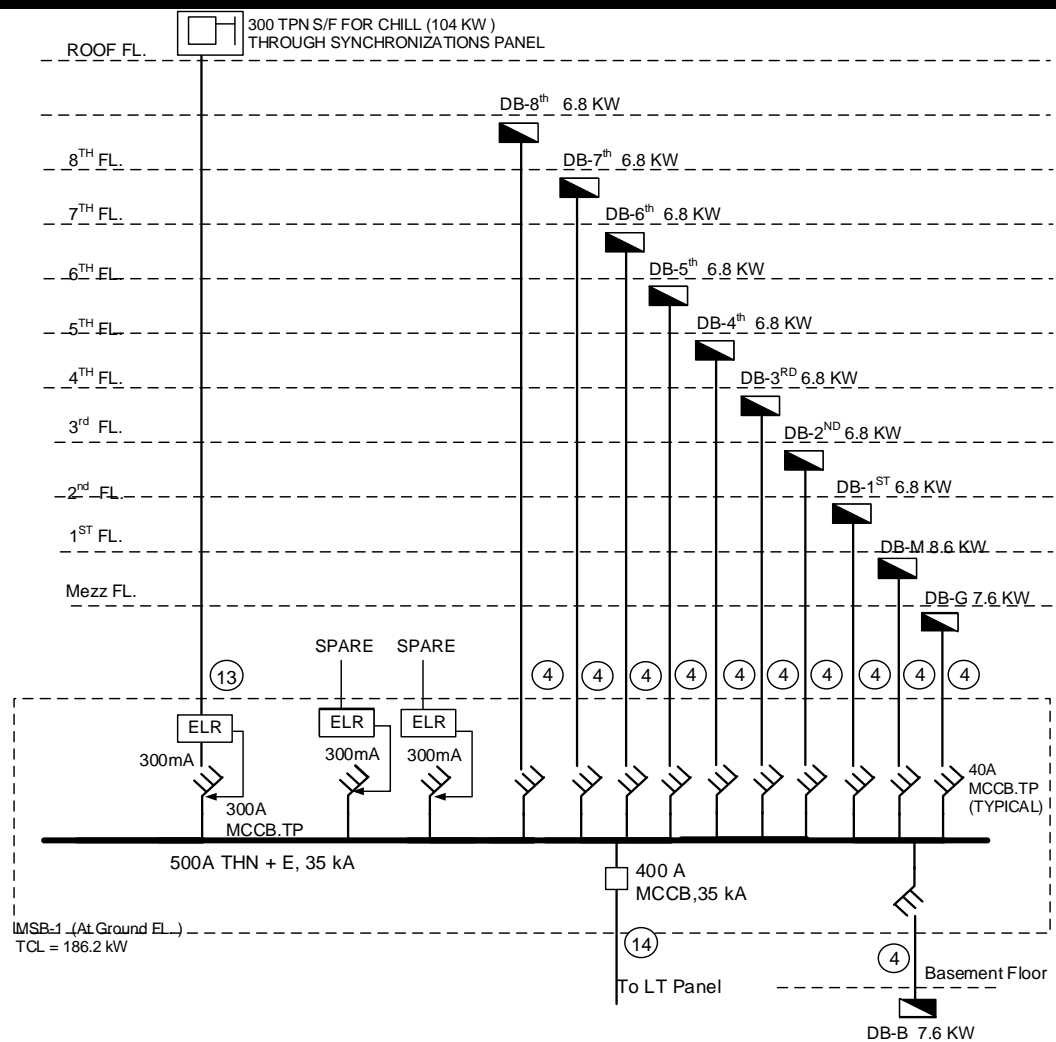 300 TPN S/F FOR CHILL (104 KW )
THROUGH SYNCHRONIZATIONS PANEL
ROOF FL.
DB-8th 6.8 KW
8TH FL.
DB-7th 6.8 KW
7TH FL.
DB-6th 6.8 KW
6TH FL.
DB-5th 6.8 KW
5TH FL.
DB-4th 6.8 KW
4TH FL.
DB-3RD 6.8 KW
3rd FL.
DB-2ND 6.8 KW
2nd FL.
DB-1ST 6.8 KW
1ST FL.
DB-M 8.6 KW
Mezz FL.
DB-G 7.6 KW
SPARE SPARE
13 4 4 4 4 4 4 4 4 4 4
ELR ELR ELR
300mA 300mA 300mA
40A
MCCB.TP
(TYPICAL)
300A
MCCB.TP
500A THN + E, 35 kA
400 A
MCCB,35 kA
MSB-1 (At Ground FL..)
TCL = 186.2 kW
14
4
To LT Panel
Basement Floor
DB-B 7.6 KW